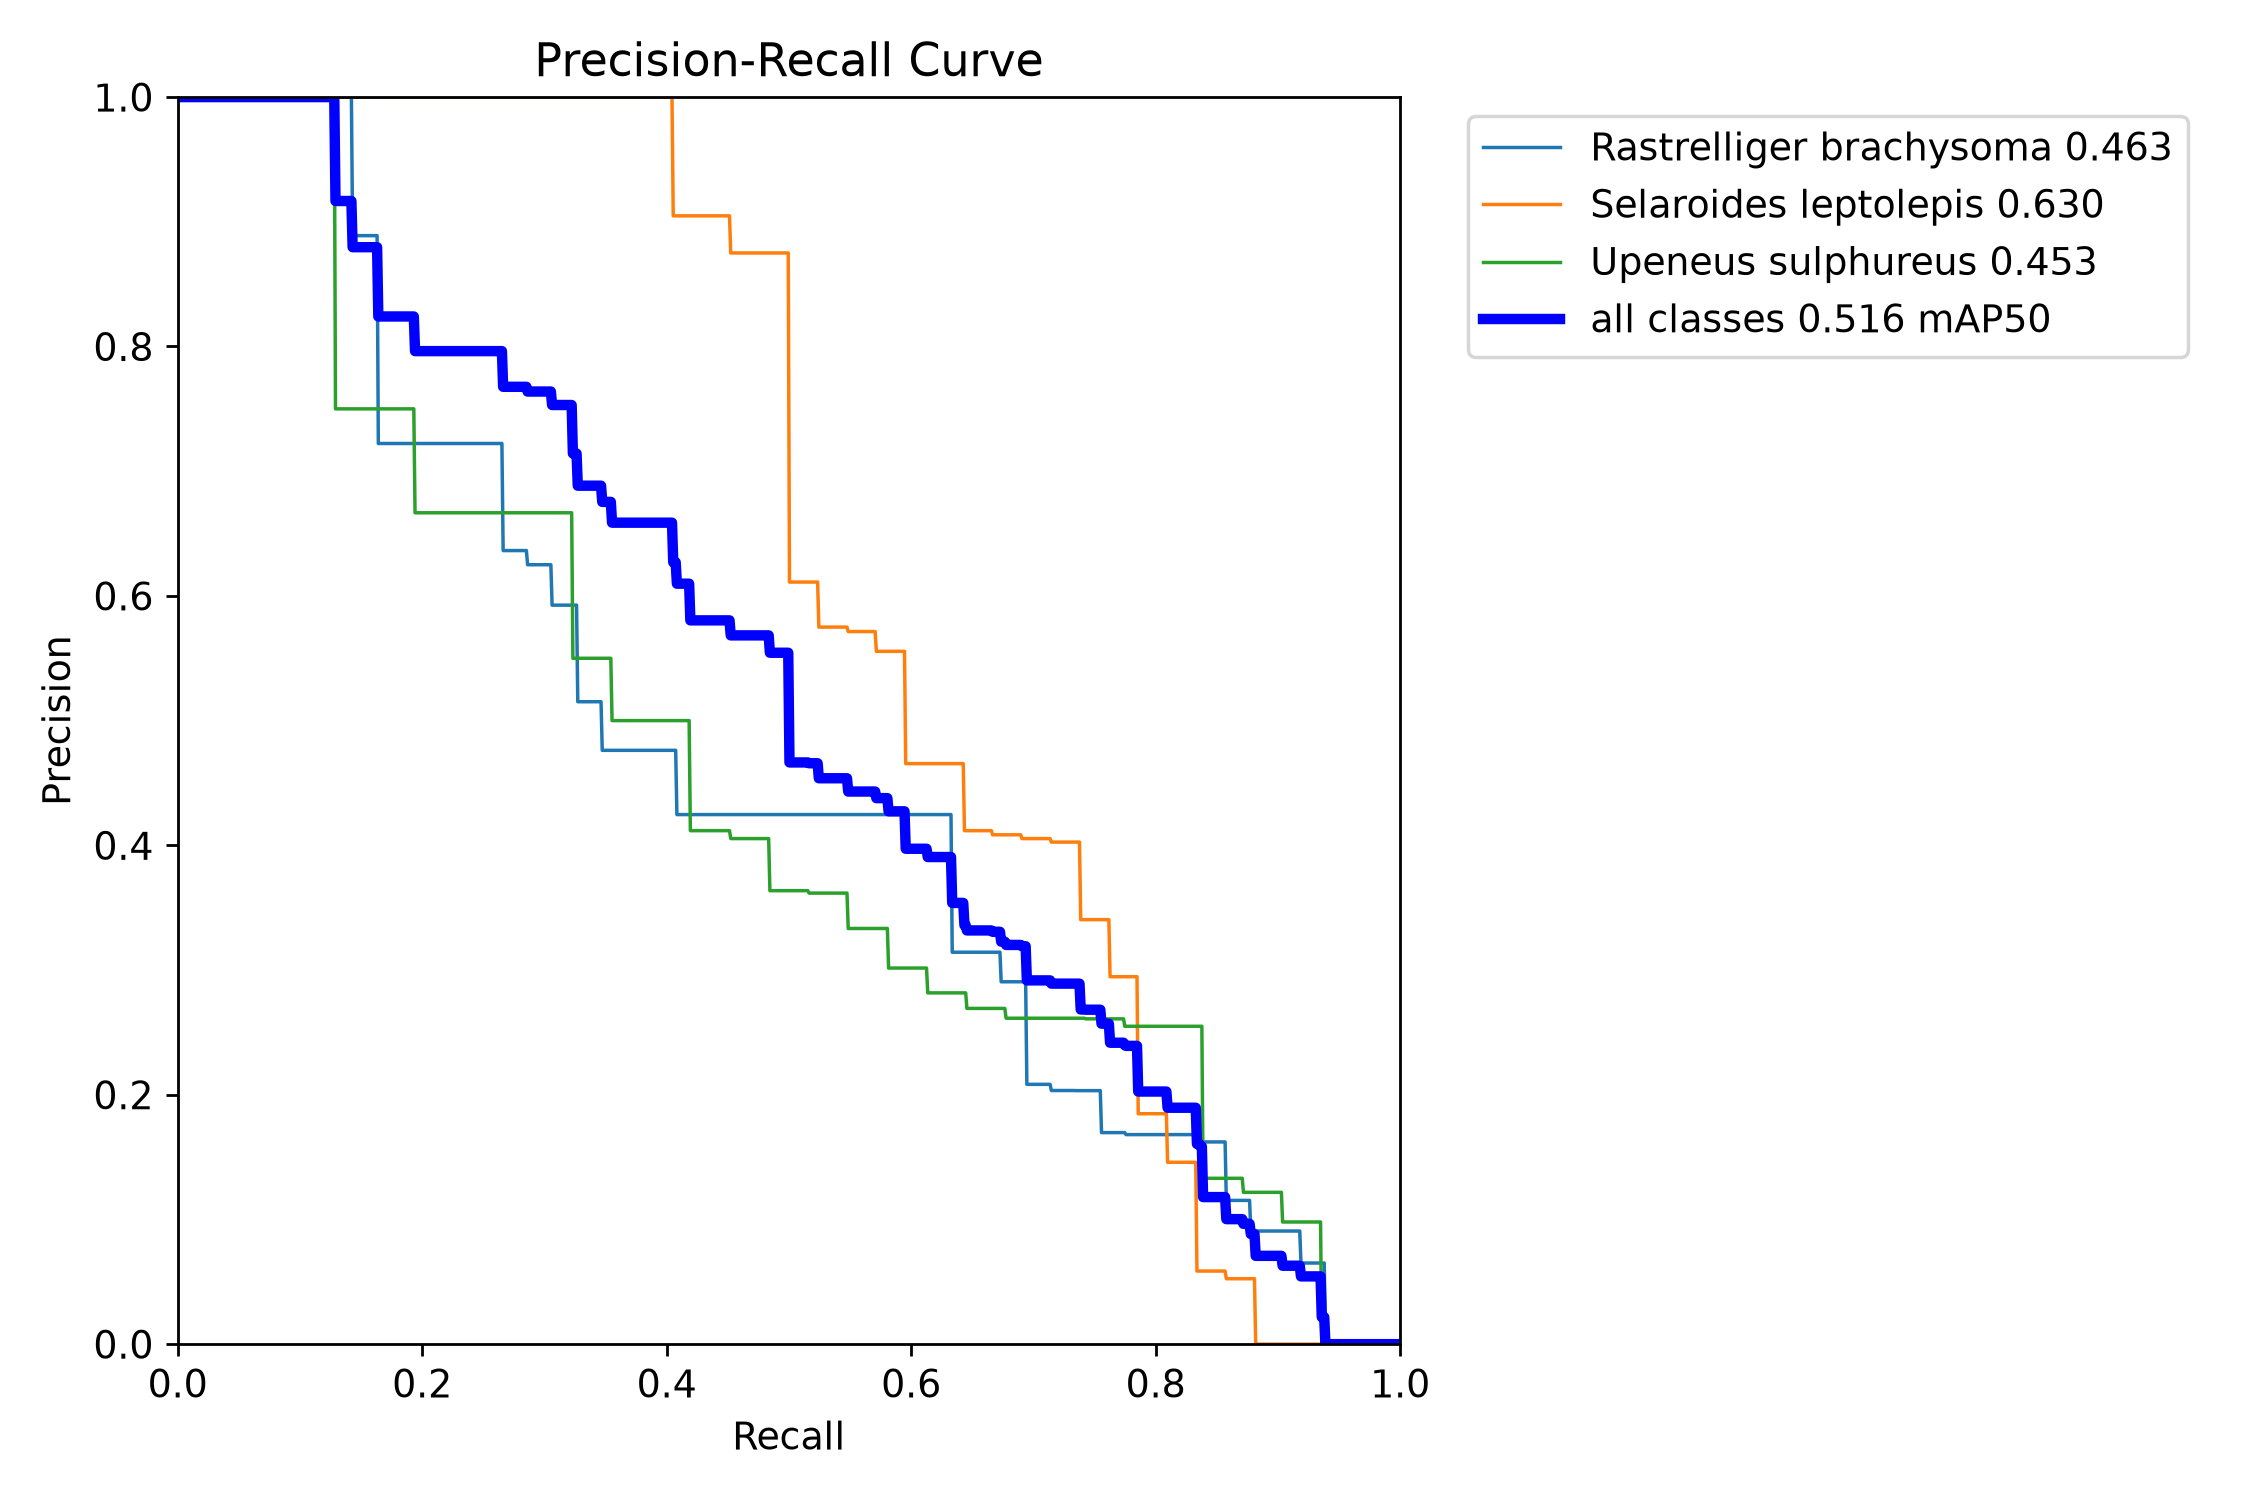 Precision-Recall Curve
Rastrelliger brachysoma 0.463
Selaroides leptolepis 0.630
Upeneus sulphureus 0.453
all classes 0.516 mAP50
Precision
1.0
0.8
0.6
0.4
0.2
0.0
0.0 0.2 0.4 0.6 0.8 1.0
Recall